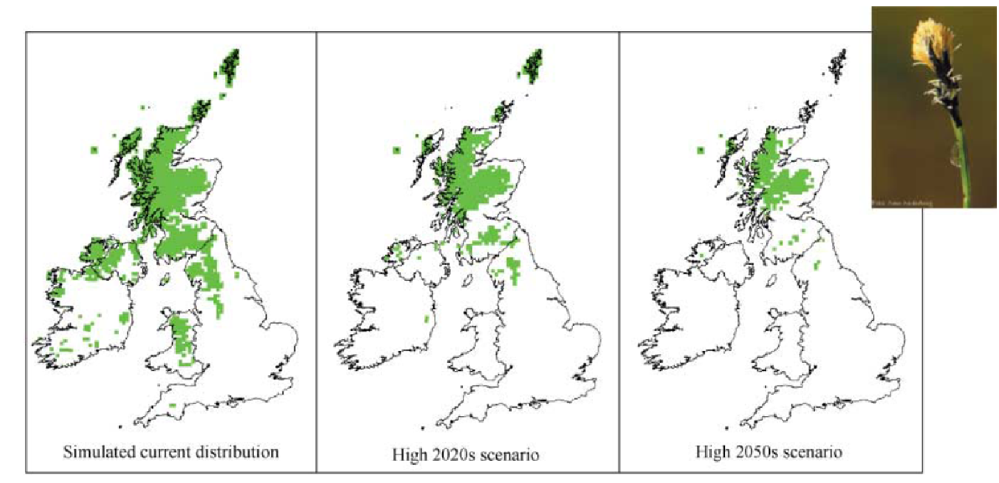 Simulated current distribution
High 2020s scenario
High 2050s scenario